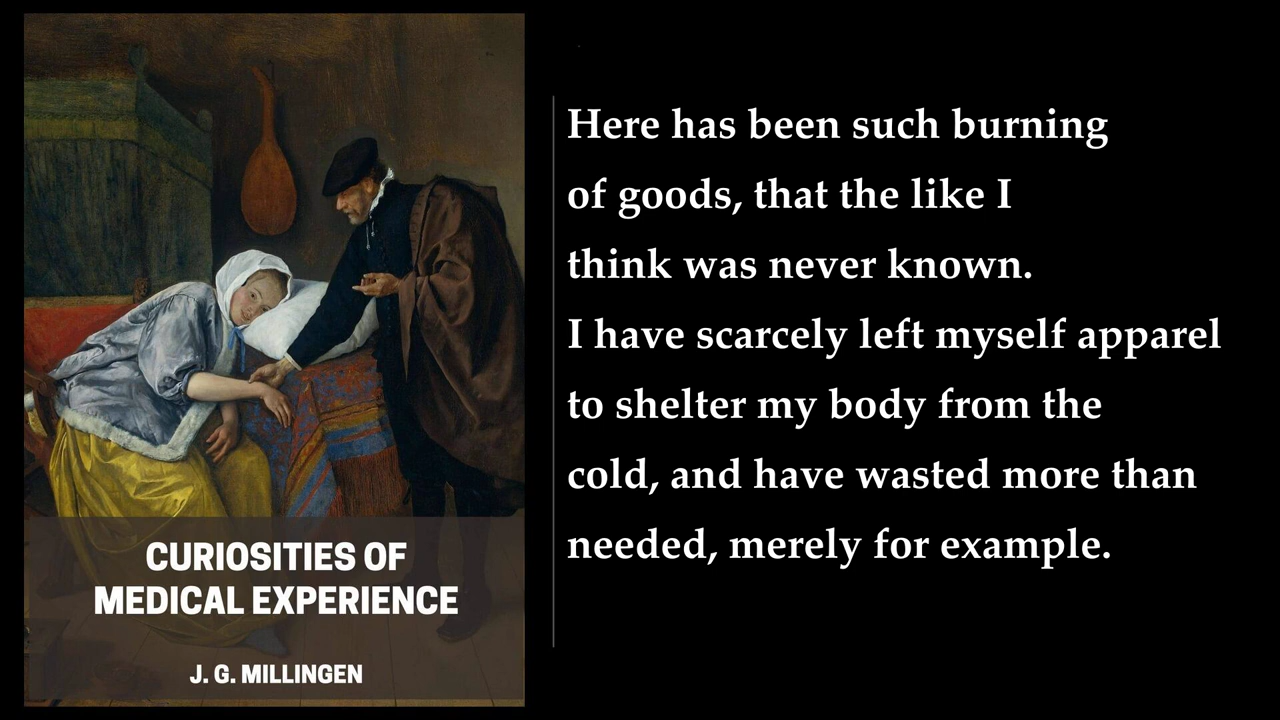 CURIOSITIES OF
MEDICAL EXPERIENCE
J. G. MILLINGEN
Here has been such burning
of goods, that the like I
think was never known.
I have scarcely left myself apparel
to shelter my body from the
cold, and have wasted more than
needed, merely for example.